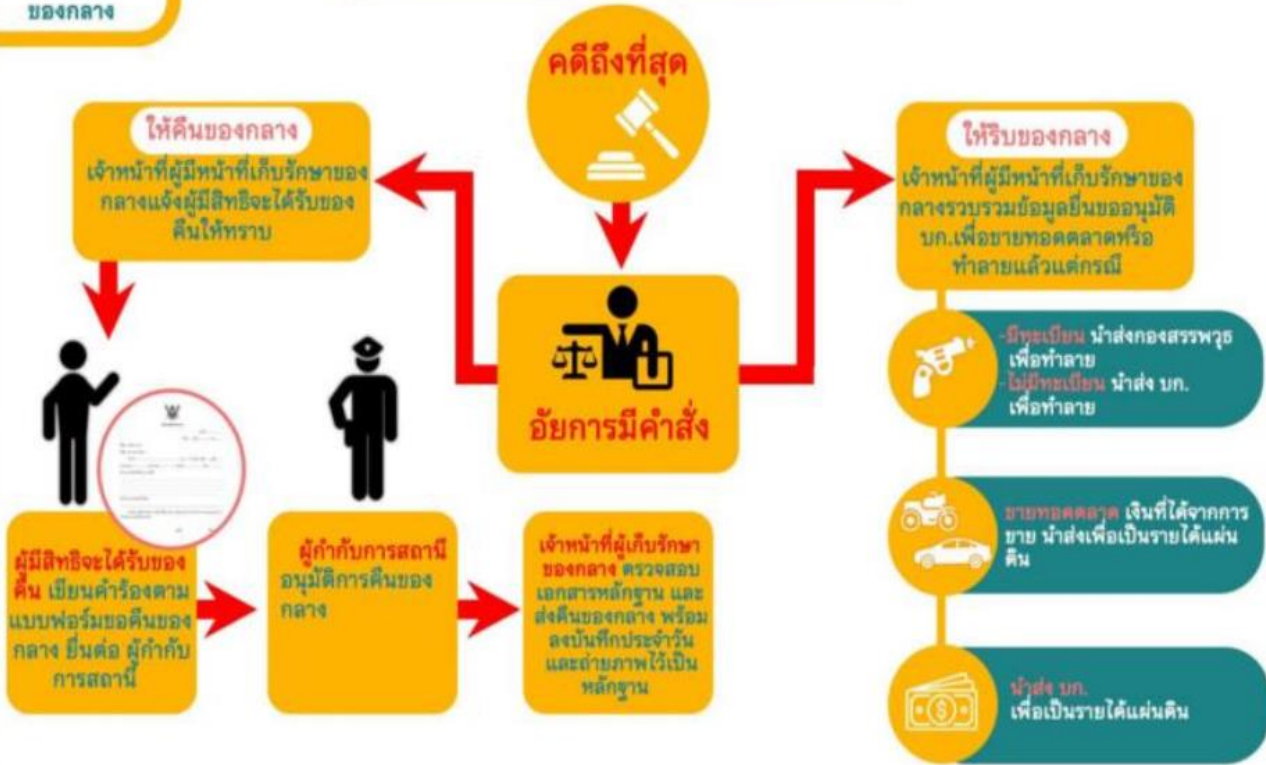 ของกลาง
คดีถึงที่สุด
ให้คืนของกลาง
เจ้าหน้าที่ผู้มีหน้าที่เก็บรักษาของ
กลางแจ้งผู้มีสิทธิจะได้รับของ
คืนให้ทราบ
ให้ริบของกลาง
เจ้าหน้าที่ผู้มีหน้าที่เก็บรักษาของ
กลางรวบรวมข้อมูลยื่นขออนุมัติ
บก.เพื่อขายทอดตลาดหรือ
ทำลายแล้วแต่กรณี
อัยการมีคำสั่ง
-มีทะเบียน นำส่งกองสรรพาวุธ
เพื่อทำลาย
-ไม่มีทะเบียน นำส่ง บก.
เพื่อทำลาย
ขายทอดตลาด เงินที่ได้จากการ
ขาย นำส่งเพื่อเป็นรายได้แผ่น
ดิน
นำส่ง บก.
เพื่อเป็นรายได้แผ่นดิน
ผู้มีสิทธิจะได้รับของ
คืน เขียนคำร้องตาม
แบบฟอร์มขอคืนของ
กลาง ยื่นต่อ ผู้กำกับ
การสถานี
ผู้กำกับการสถานี
อนุมัติการคืนของ
กลาง
เจ้าหน้าที่ผู้เก็บรักษา
ของกลาง ตรวจสอบ
เอกสารหลักฐาน และ
ส่งคืนของกลาง พร้อม
ลงบันทึกประจำวัน
และถ่ายภาพไว้เป็น
หลักฐาน